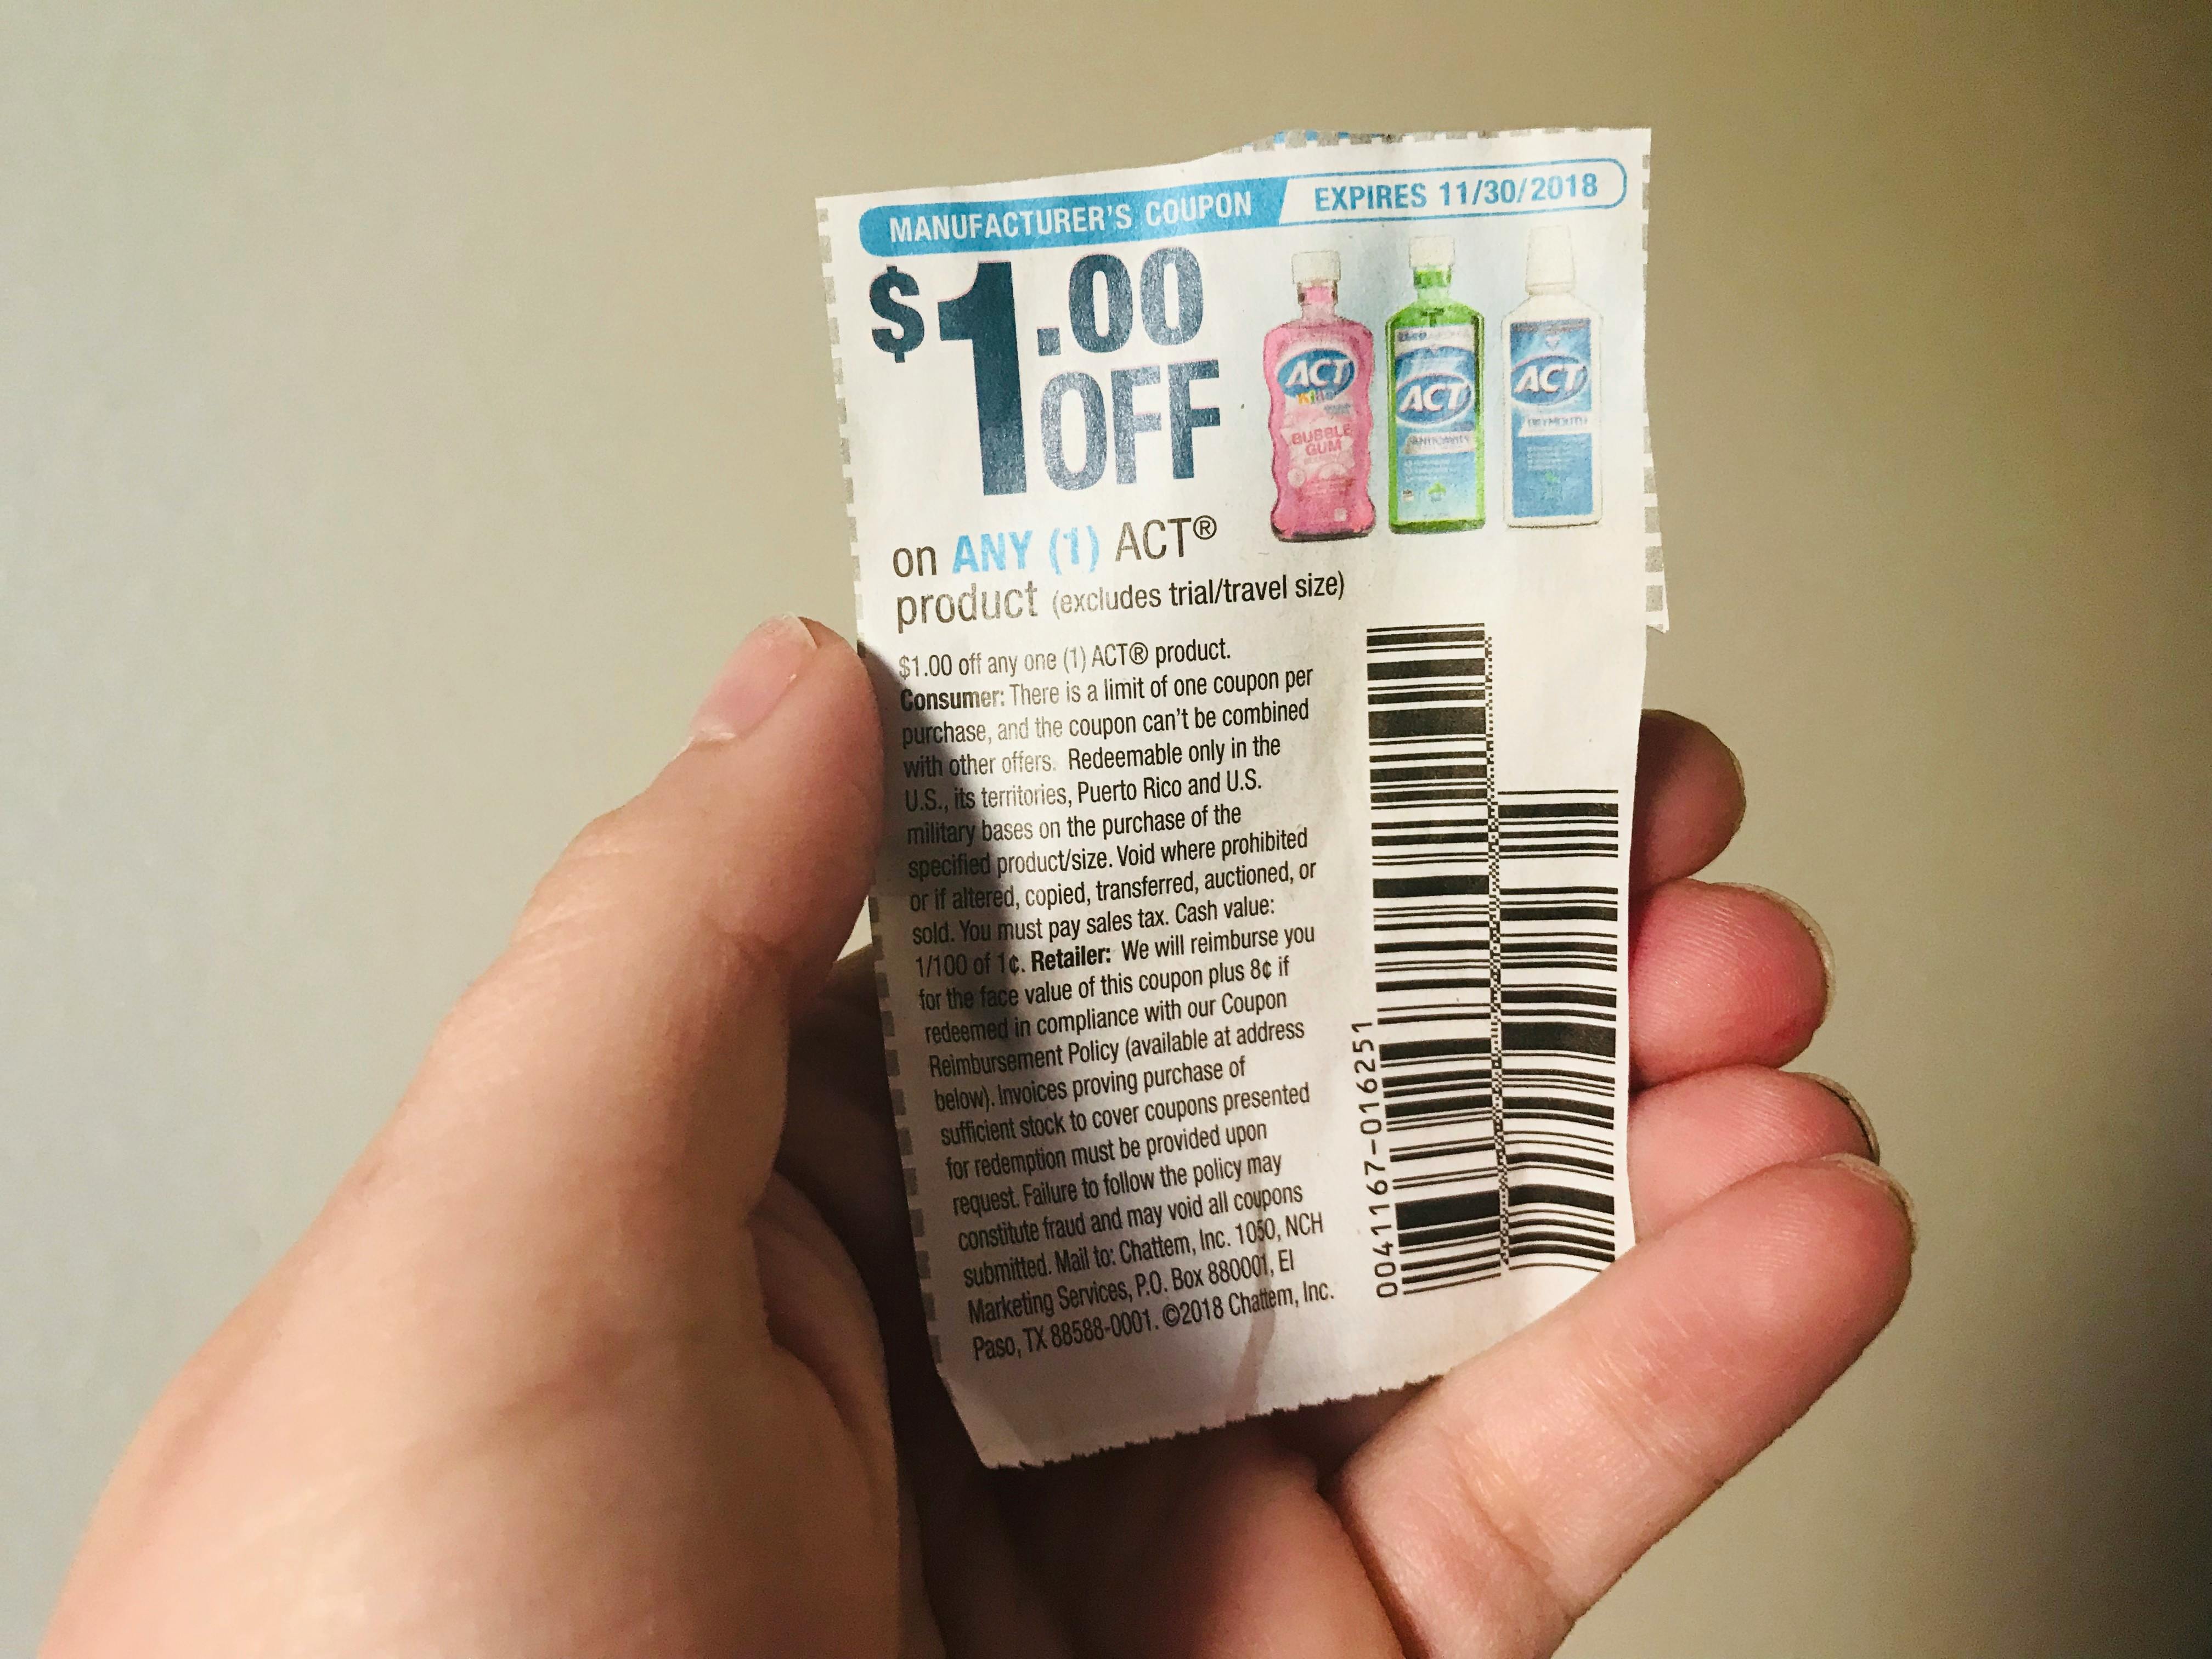 MANUFACTURER'S COUPON EXPIRES 11/30/2018
$1.00
OFF
on ANY (1) ACT®
product (excludes trial/travel size)
ACT
Kids
BUBBLE
GUM
ACT
ANTICAVITY
ACT
DRY MOUTH
$1.00 off any one (1) ACT® product.
Consumer: There is a limit of one coupon per
purchase, and the coupon can't be combined
with other offers. Redeemable only in the
U.S., its territories, Puerto Rico and U.S.
military bases on the purchase of the
specified product/size. Void where prohibited
or if altered, copied, transferred, auctioned, or
sold. You must pay sales tax. Cash value:
1/100 of 1¢. Retailer: We will reimburse you
for the face value of this coupon plus 8¢ if
redeemed in compliance with our Coupon
Reimbursement Policy (available at address
below). Invoices proving purchase of
sufficient stock to cover coupons presented
for redemption must be provided upon
request. Failure to follow the policy may
constitute fraud and may void all coupons
submitted. Mail to: Chattem, Inc. 1050, NCH
Marketing Services, P.O. Box 880001, El
Paso, TX 88588-0001. ©2018 Chattem, Inc.
0041167-016251